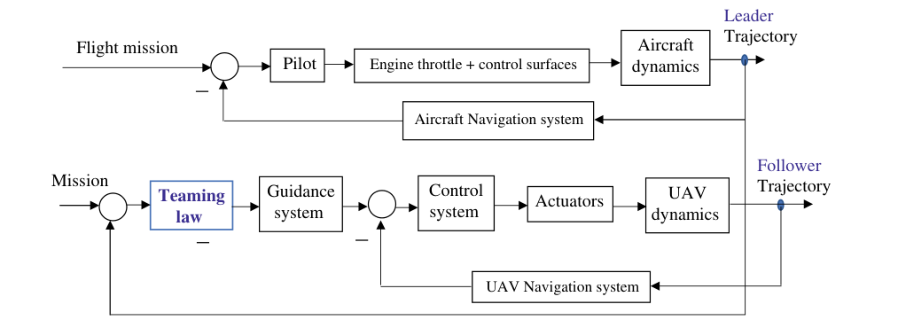 Leader
Trajectory
Flight mission
Pilot
Engine throttle + control surfaces
Aircraft
dynamics
−
Aircraft Navigation system
Follower
Trajectory
Mission
Teaming
law
Guidance
system
Control
system
Actuators
UAV
dynamics
−
−
UAV Navigation system